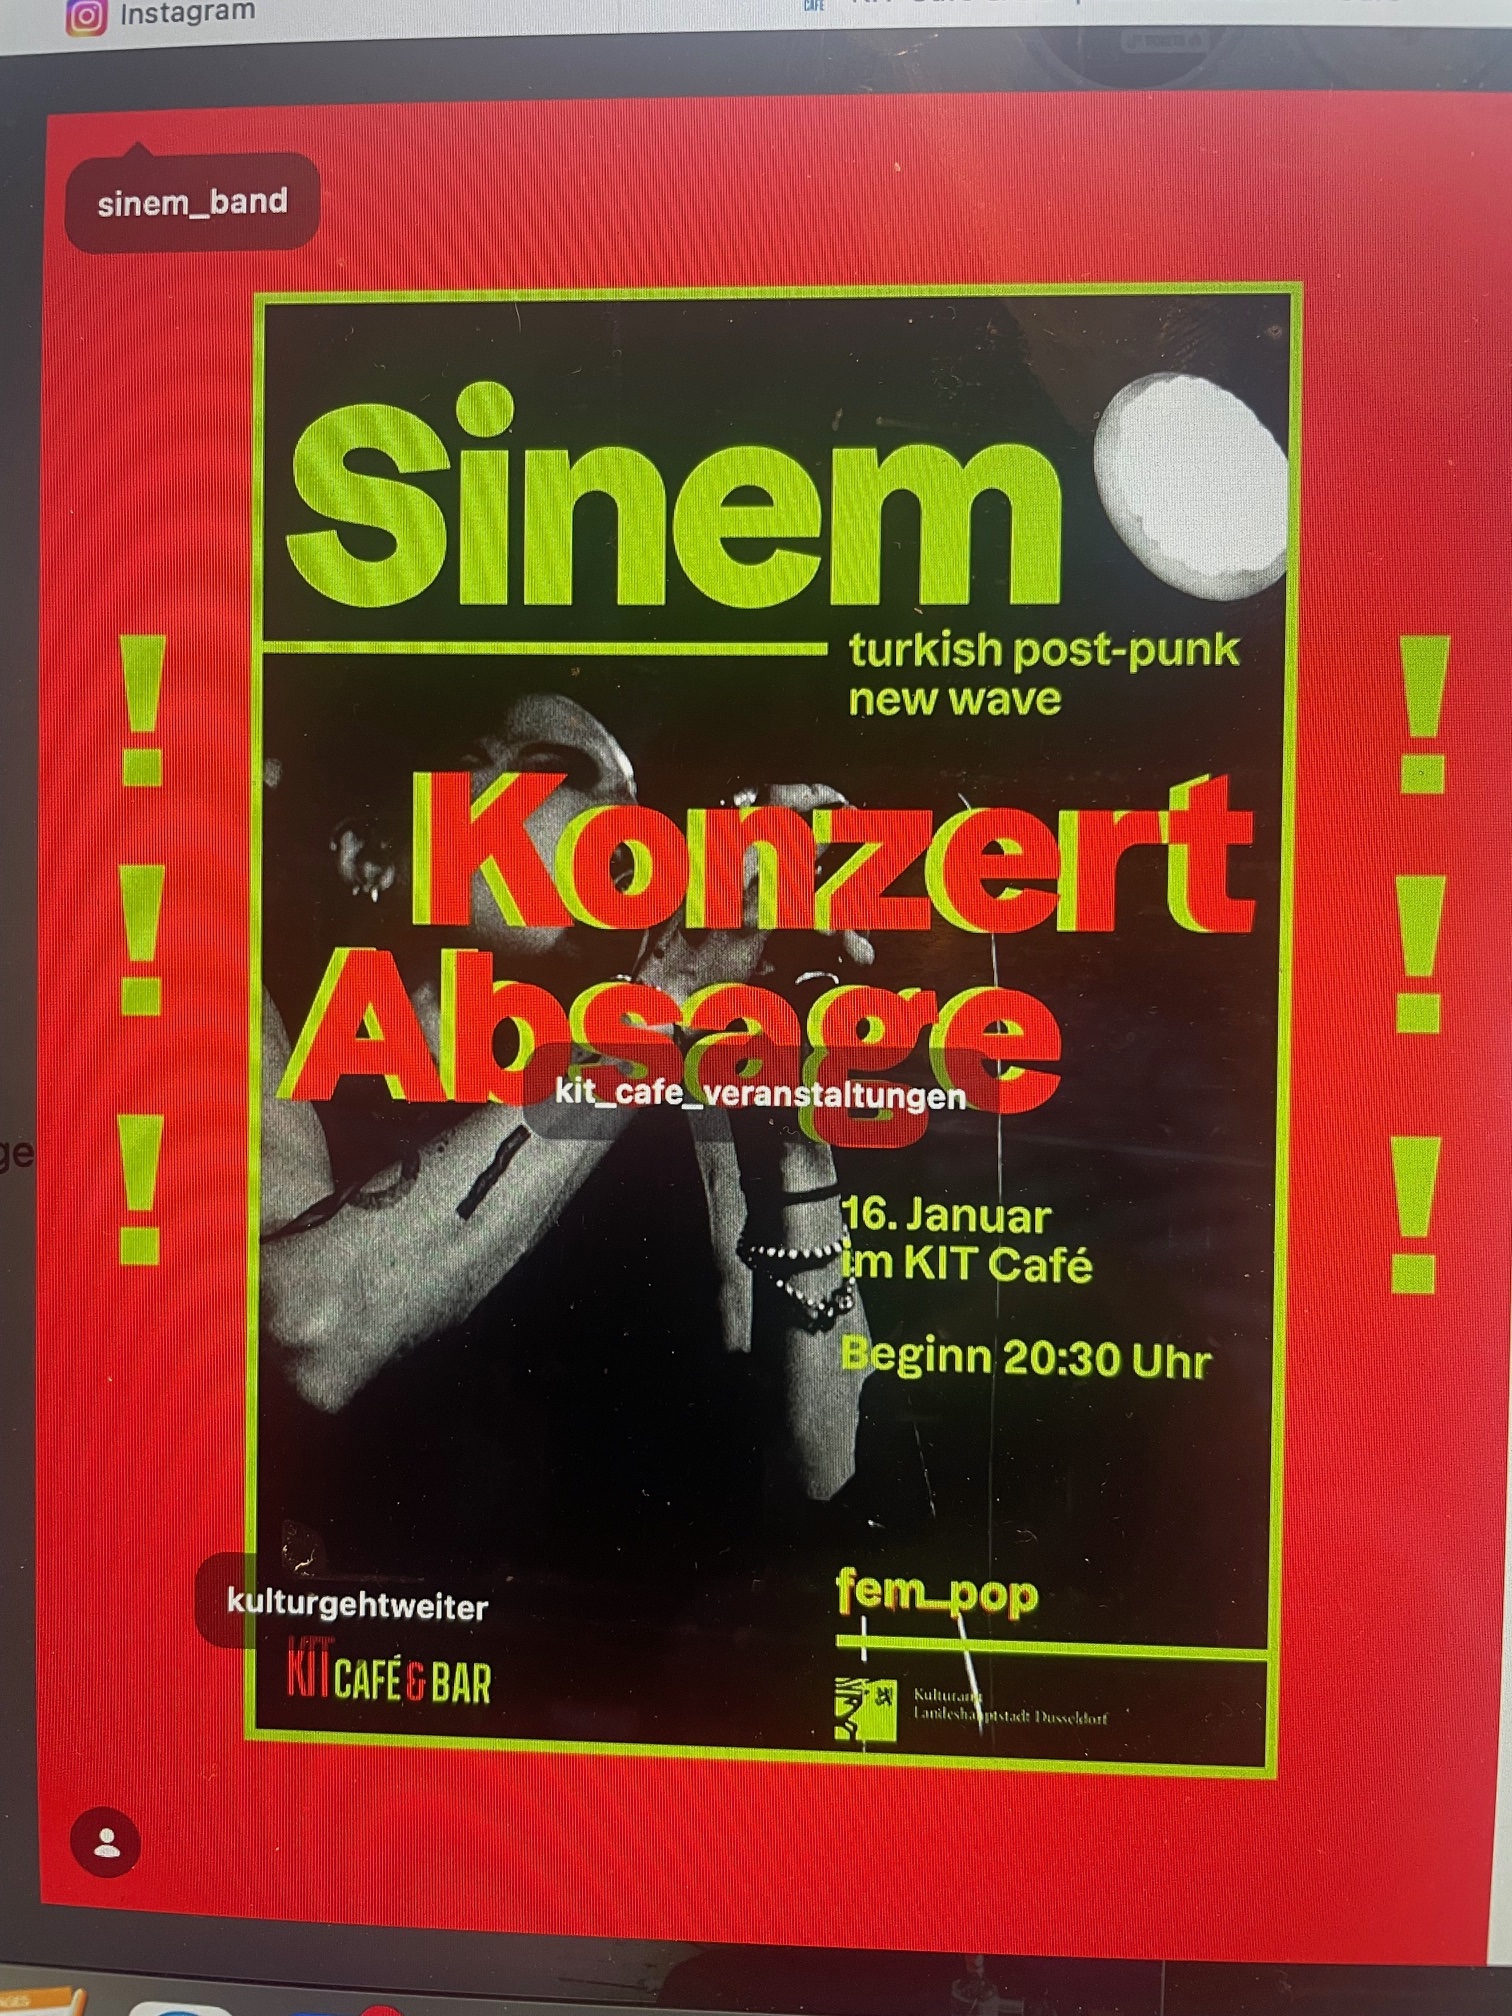 Instagram
sinem_band
Sinem
turkish post-punk
new wave
! !
Konzert
! !
Absage
kit_cafe_veranstaltungen
! !
ge
16. Januar
im KIT Café
Beginn 20:30 Uhr
kulturgehtweiter
fem_pop
KIT CAFÉ & BAR
Kulturamt
Landeshauptstadt Düsseldorf